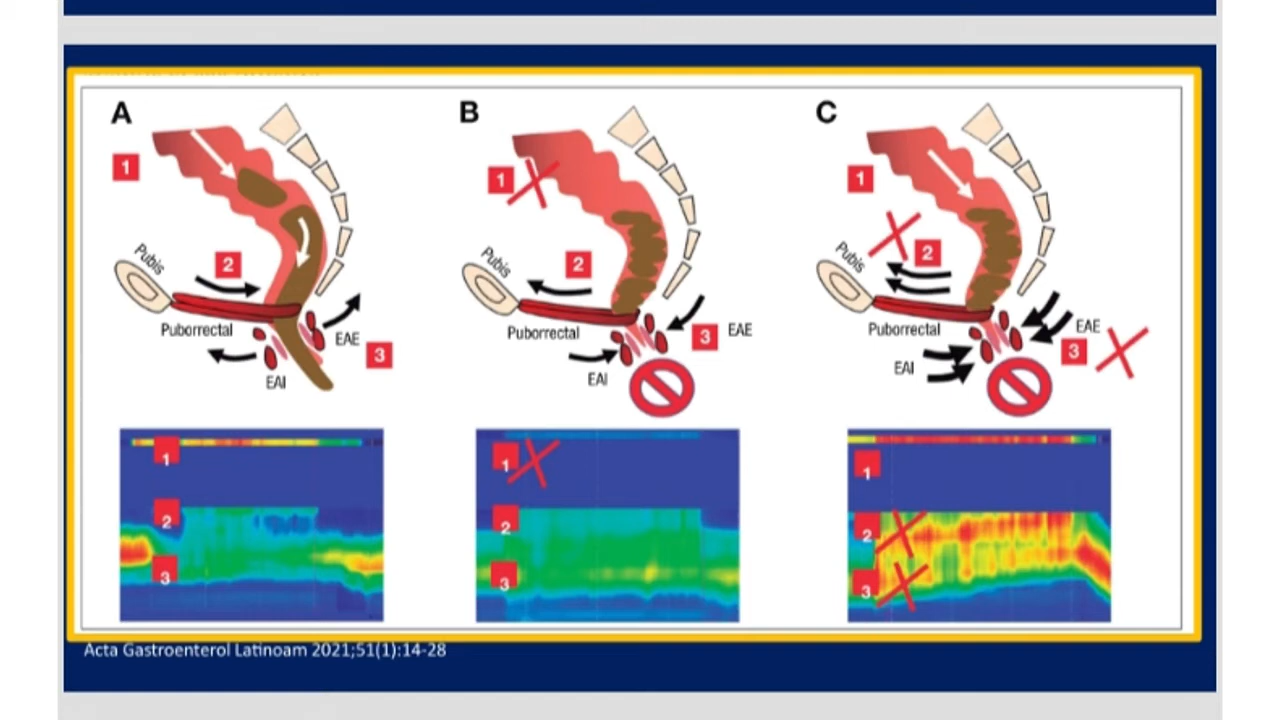 A
B
C
1
1
1
2
2
2
Pubis
Pubis
Pubis
Puborrectal
EAE
3
EAI
Puborrectal
3
EAE
EAI
Puborrectal
EAE
3
EAI
1
2
3
1
2
3
1
2
3
Acta Gastroenterol Latinoam 2021;51(1):14-28